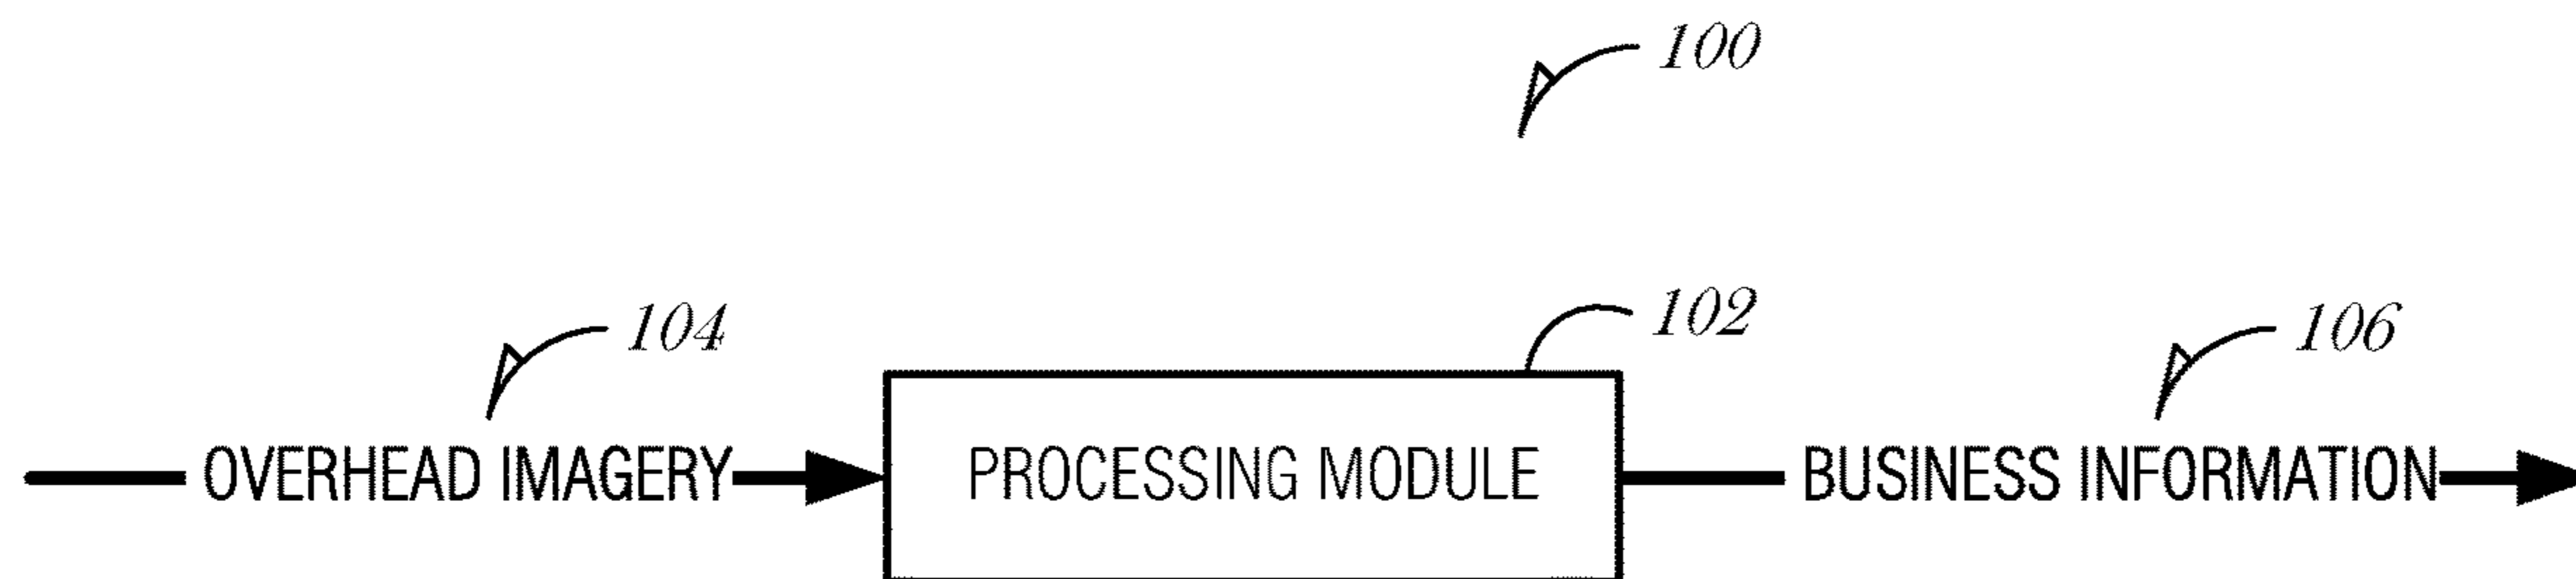 100
104
102
106
OVERHEAD IMAGERY
PROCESSING MODULE
BUSINESS INFORMATION